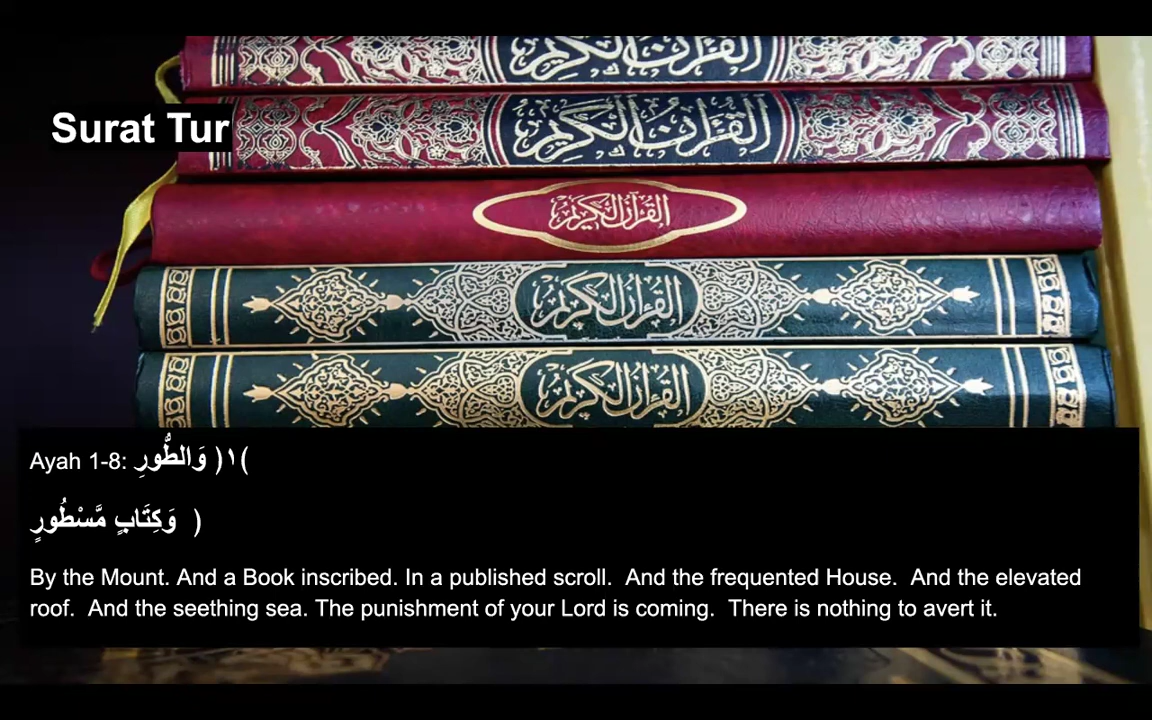 القرآن الكريم
القرآن الكريم
Surat Tur
القرآن الكريم
القرآن الكريم
القرآن الكريم
Ayah 1-8: وَالطُّورِ ﴿١﴾
وَكِتَابٍ مَّسْطُورٍ ﴿
By the Mount. And a Book inscribed. In a published scroll.  And the frequented House.  And the elevated
roof.  And the seething sea. The punishment of your Lord is coming.  There is nothing to avert it.